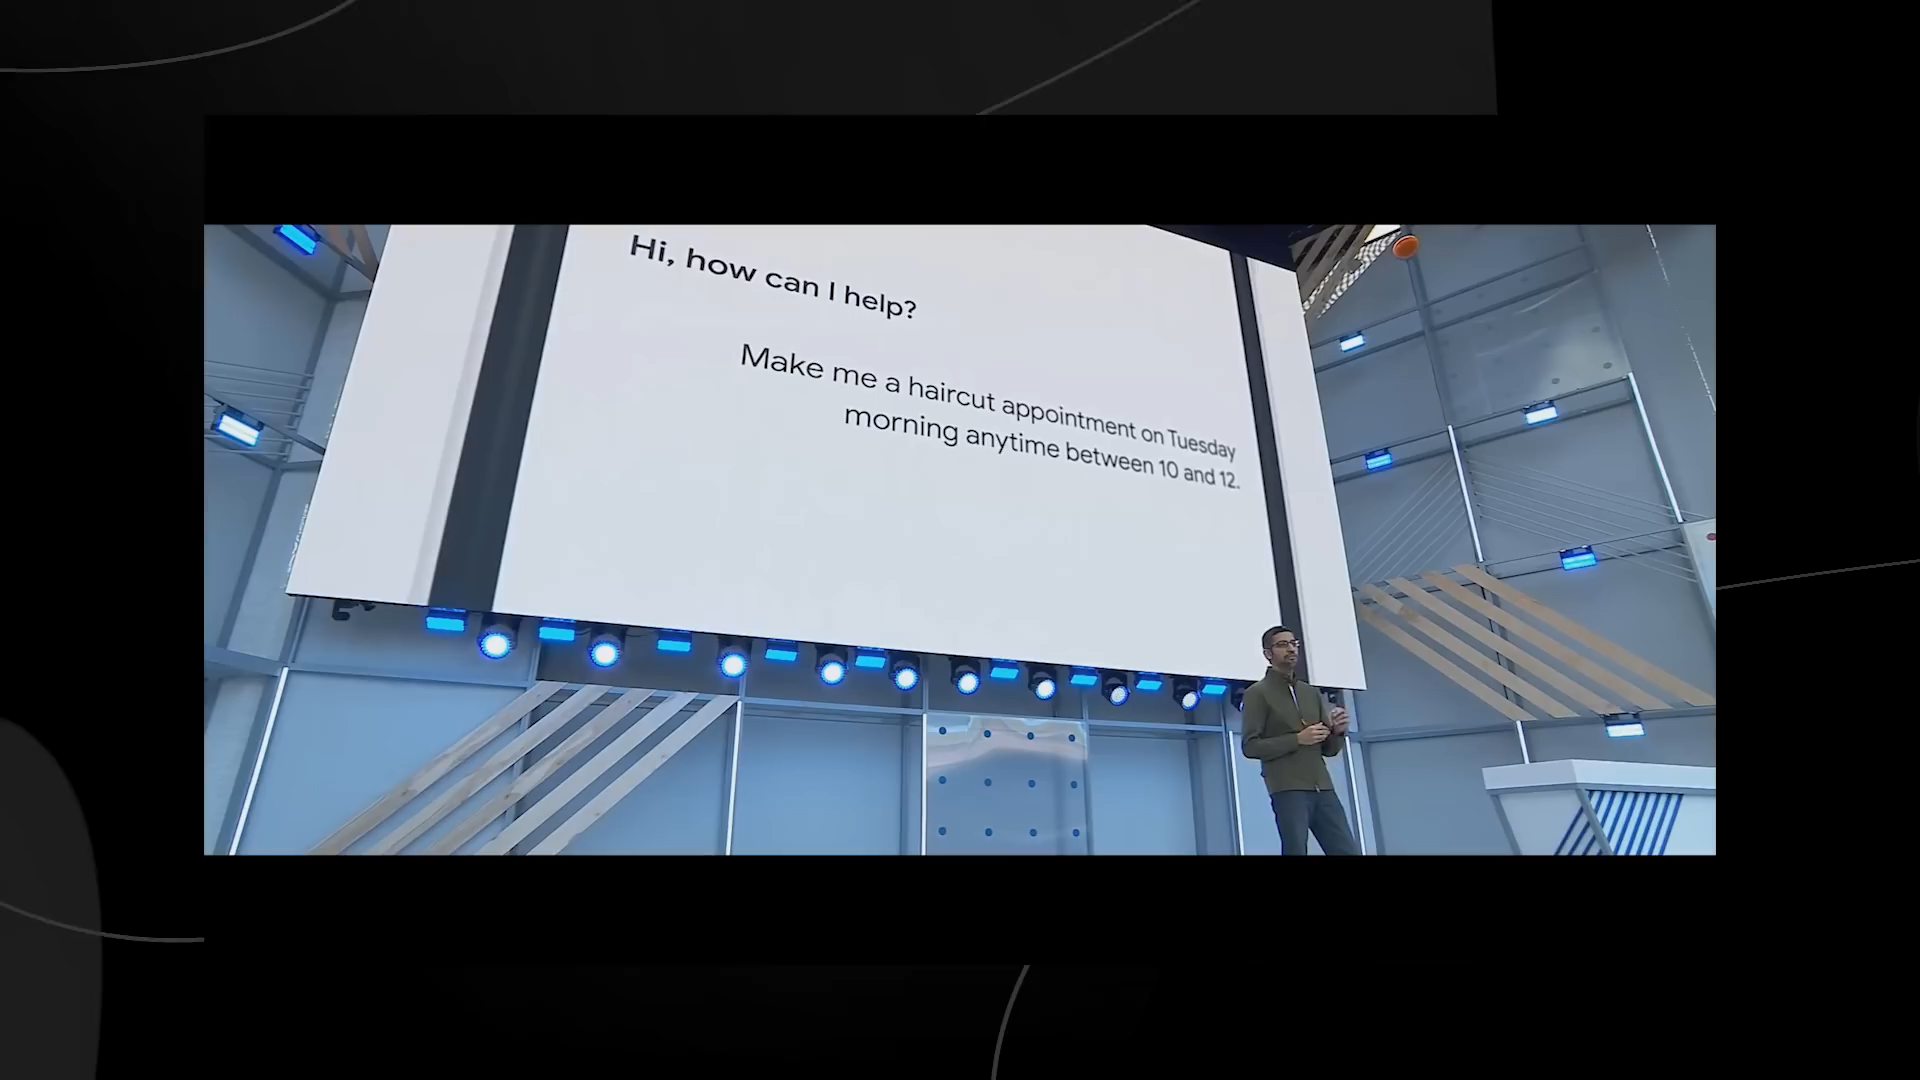 Hi, how can I help?
Make me a haircut appointment on Tuesday
morning anytime between 10 and 12.